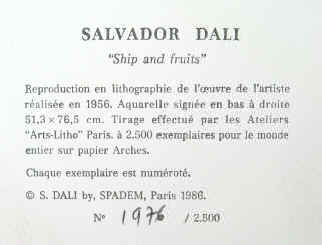 SALVADOR DALI
"Ship and fruits"
Reproduction en lithographie de l'œuvre de l'artiste
réalisée en 1956. Aquarelle signée en bas à droite
51,3 × 76,5 cm. Tirage effectué par les Ateliers
"Arts-Litho" Paris. à 2.500 exemplaires pour le monde
entier sur papier Arches.
Chaque exemplaire est numéroté.
© S. DALI by, SPADEM, Paris 1986.
Nº 1976 / 2.500